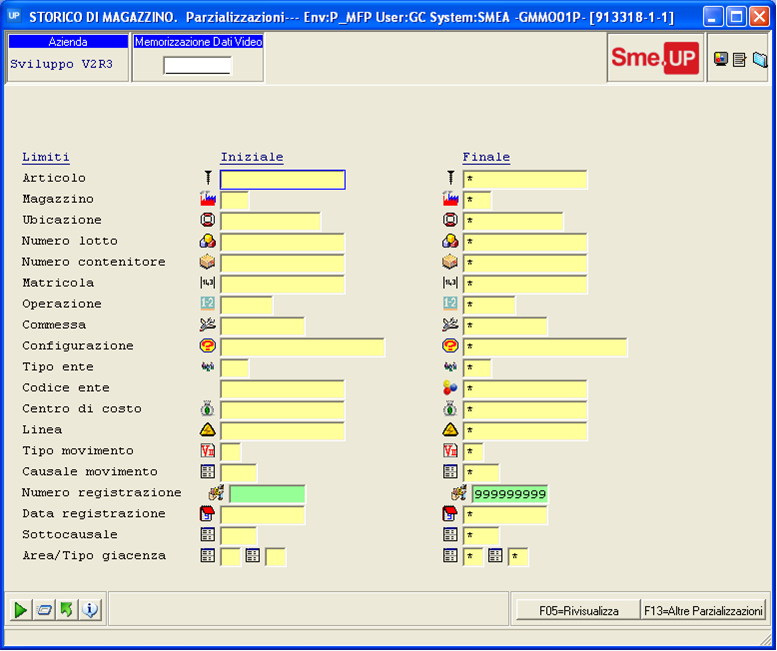 UP STORICO DI MAGAZZINO. Parzializzazioni--- Env:P_MFP User:GC System:SMEA -GMMO01P- [913318-1-1]
Azienda Memorizzazione Dati Video
Sviluppo V2R3
Sme.UP
Limiti Iniziale Finale
Articolo *
Magazzino *
Ubicazione *
Numero lotto *
Numero contenitore *
Matricola *
Operazione *
Commessa *
Configurazione *
Tipo ente *
Codice ente *
Centro di costo *
Linea *
Tipo movimento *
Causale movimento *
Numero registrazione 999999999
Data registrazione *
Sottocausale *
Area/Tipo giacenza * *
F05=Rivisualizza F13=Altre Parzializzazioni